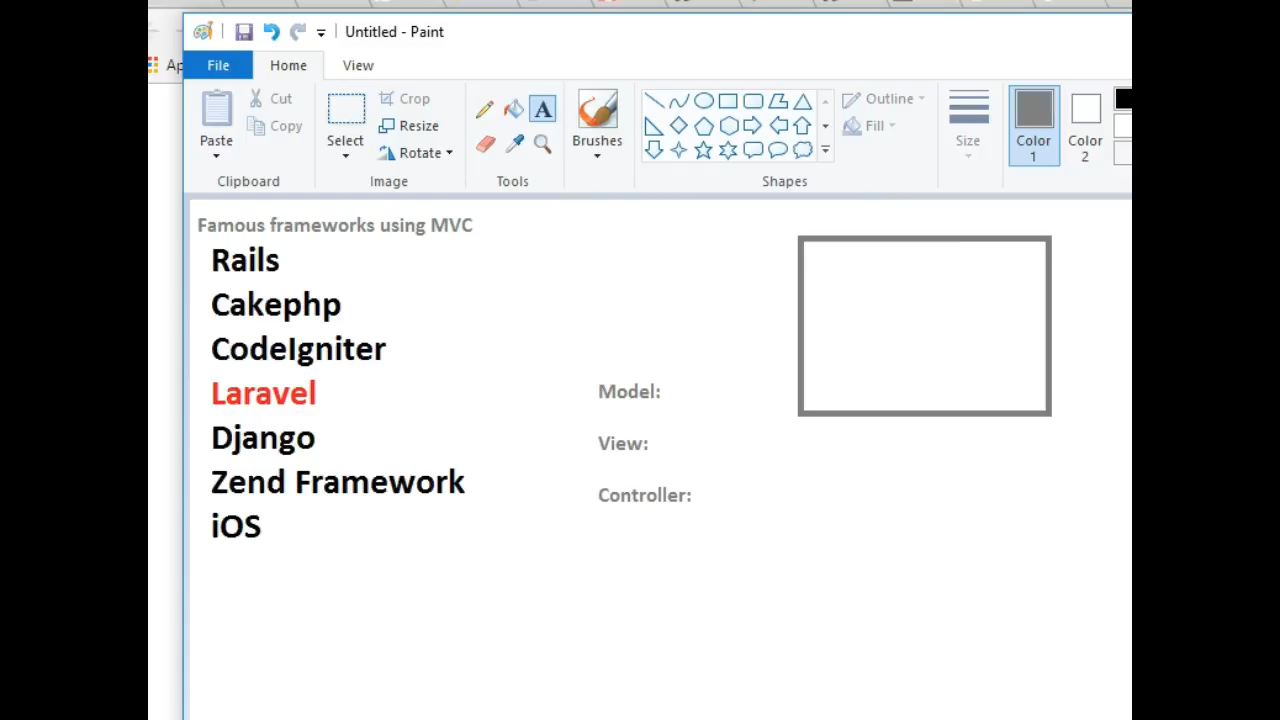 Untitled - Paint
Ap
File Home View
Paste
Cut
Copy
Clipboard
Select
Crop
Resize
Rotate
Image
A
Tools
Brushes
Outline
Fill
Shapes
Size
Color 1
Color 2
Famous frameworks using MVC
Rails
Cakephp
CodeIgniter
Laravel
Django
Zend Framework
iOS
Model:
View:
Controller: